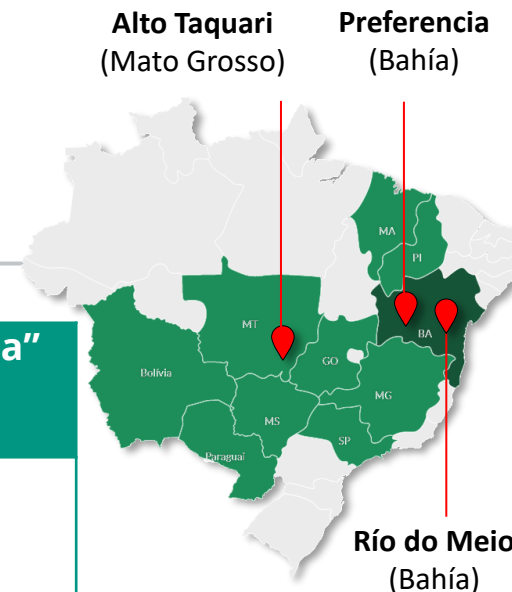 Alto Taquari
(Mato Grosso)
Preferencia
(Bahía)
MA
PI
a”
MT
BA
Bolívia
GO
MG
MS
SP
Paraguai
Río do Meio
(Bahía)